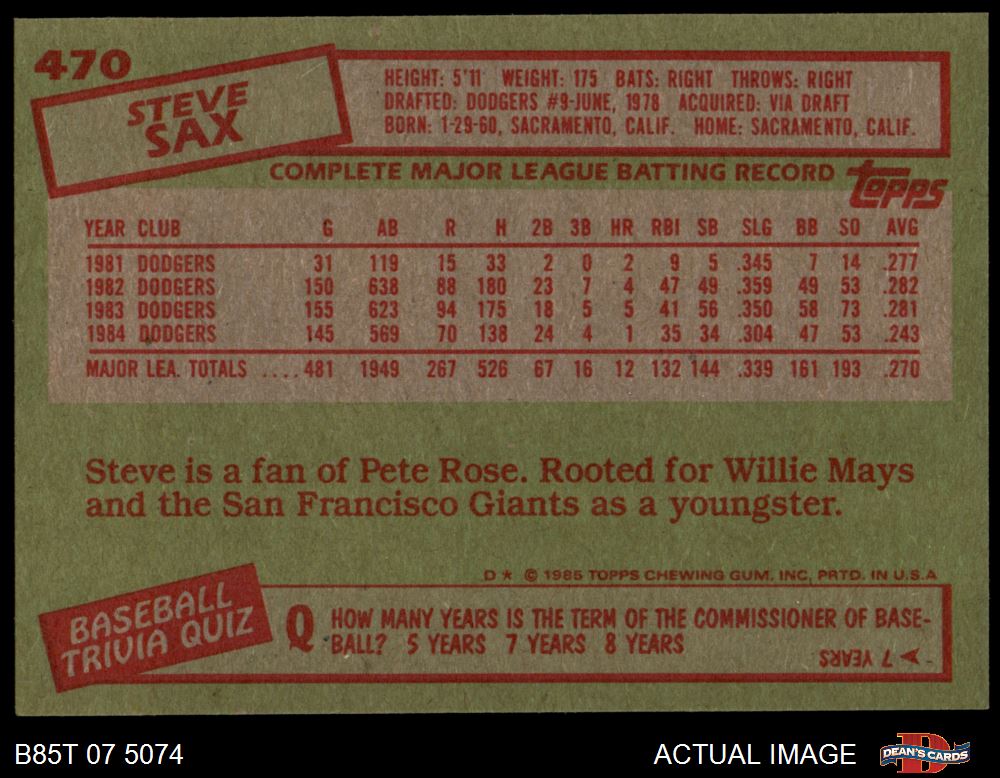 470
STEVE
SAX
HEIGHT: 5'11 WEIGHT: 175 BATS: RIGHT THROWS: RIGHT
DRAFTED: DODGERS #9-JUNE, 1978 ACQUIRED: VIA DRAFT
BORN: 1-29-60, SACRAMENTO, CALIF. HOME: SACRAMENTO, CALIF.
COMPLETE MAJOR LEAGUE BATTING RECORD
topps
YEAR CLUB G AB R H 2B 3B HR RBI SB SLG BB SO AVG
1981 DODGERS 31 119 15 33 2 0 2 9 5 .345 7 14 .277
1982 DODGERS 150 638 88 180 23 7 4 47 49 .359 49 53 .282
1983 DODGERS 155 623 94 175 18 5 5 41 56 .350 58 73 .281
1984 DODGERS 145 569 70 138 24 4 1 35 34 .304 47 53 .243
MAJOR LEA. TOTALS ....481 1949 267 526 67 16 12 132 144 .339 161 193 .270
Steve is a fan of Pete Rose. Rooted for Willie Mays
and the San Francisco Giants as a youngster.
D * © 1985 TOPPS CHEWING GUM, INC. PRTD. IN U.S.A
BASEBALL
TRIVIA QUIZ
Q HOW MANY YEARS IS THE TERM OF THE COMMISSIONER OF BASE-
BALL? 5 YEARS 7 YEARS 8 YEARS
7 YEARS
B85T 07 5074
ACTUAL IMAGE
D
DEAN'S CARDS